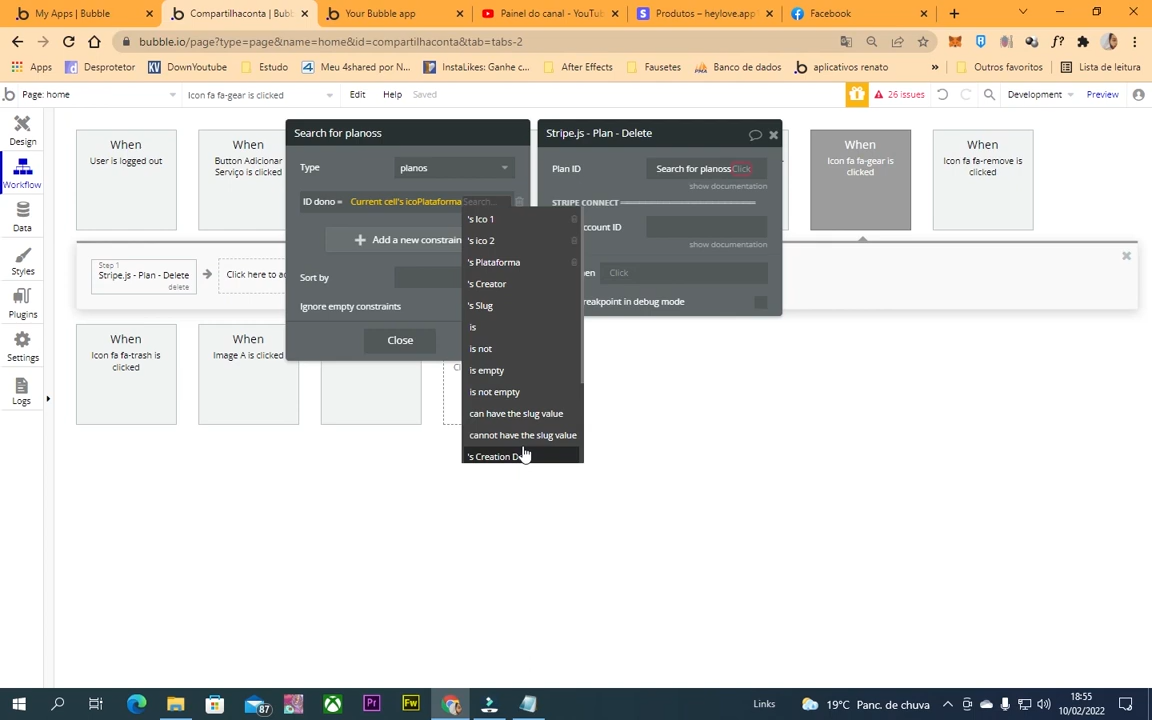 My Apps | Bubble
Compartilhaconta | Bubb
Your Bubble app
Painel do canal - YouTub
Produtos – heylove.app
Facebook
bubble.io/page?type=page&name=home&id=compartilhaconta&tab=tabs-2
Apps
Desprotetor
DownYoutube
Estudo
Meu 4shared por N...
InstaLikes: Ganhe c...
After Effects
Fausetes
Banco de dados
aplicativos renato
»
Outros favoritos
Lista de leitura
Page: home
Icon fa fa-gear is clicked
Edit
Help
Saved
26 issues
Development
Preview
Design
Workflow
Data
Styles
Plugins
Settings
Logs
When
User is logged out
When
Button Adicionar
Serviço is clicked
When
Icon fa fa-gear is
clicked
When
Icon fa fa-remove is
clicked
Step 1
Stripe.js - Plan - Delete
delete
Click here to ad
When
Icon fa fa-trash is
clicked
When
Image A is clicked
Search for planoss
Type
planos
ID dono =
Current cell's icoPlataforma
Search...
Add a new constrain
Sort by
Ignore empty constraints
Close
's Ico 1
's ico 2
's Plataforma
's Creator
's Slug
is
is not
is empty
is not empty
can have the slug value
cannot have the slug value
's Creation D
Stripe.js - Plan - Delete
Plan ID
Search for planoss
Click
show documentation
STRIPE CONNECT
ccount ID
show documentation
en
Click
reakpoint in debug mode
87
Pr
Fw
Links
19°C Panc. de chuva
18:55
10/02/2022